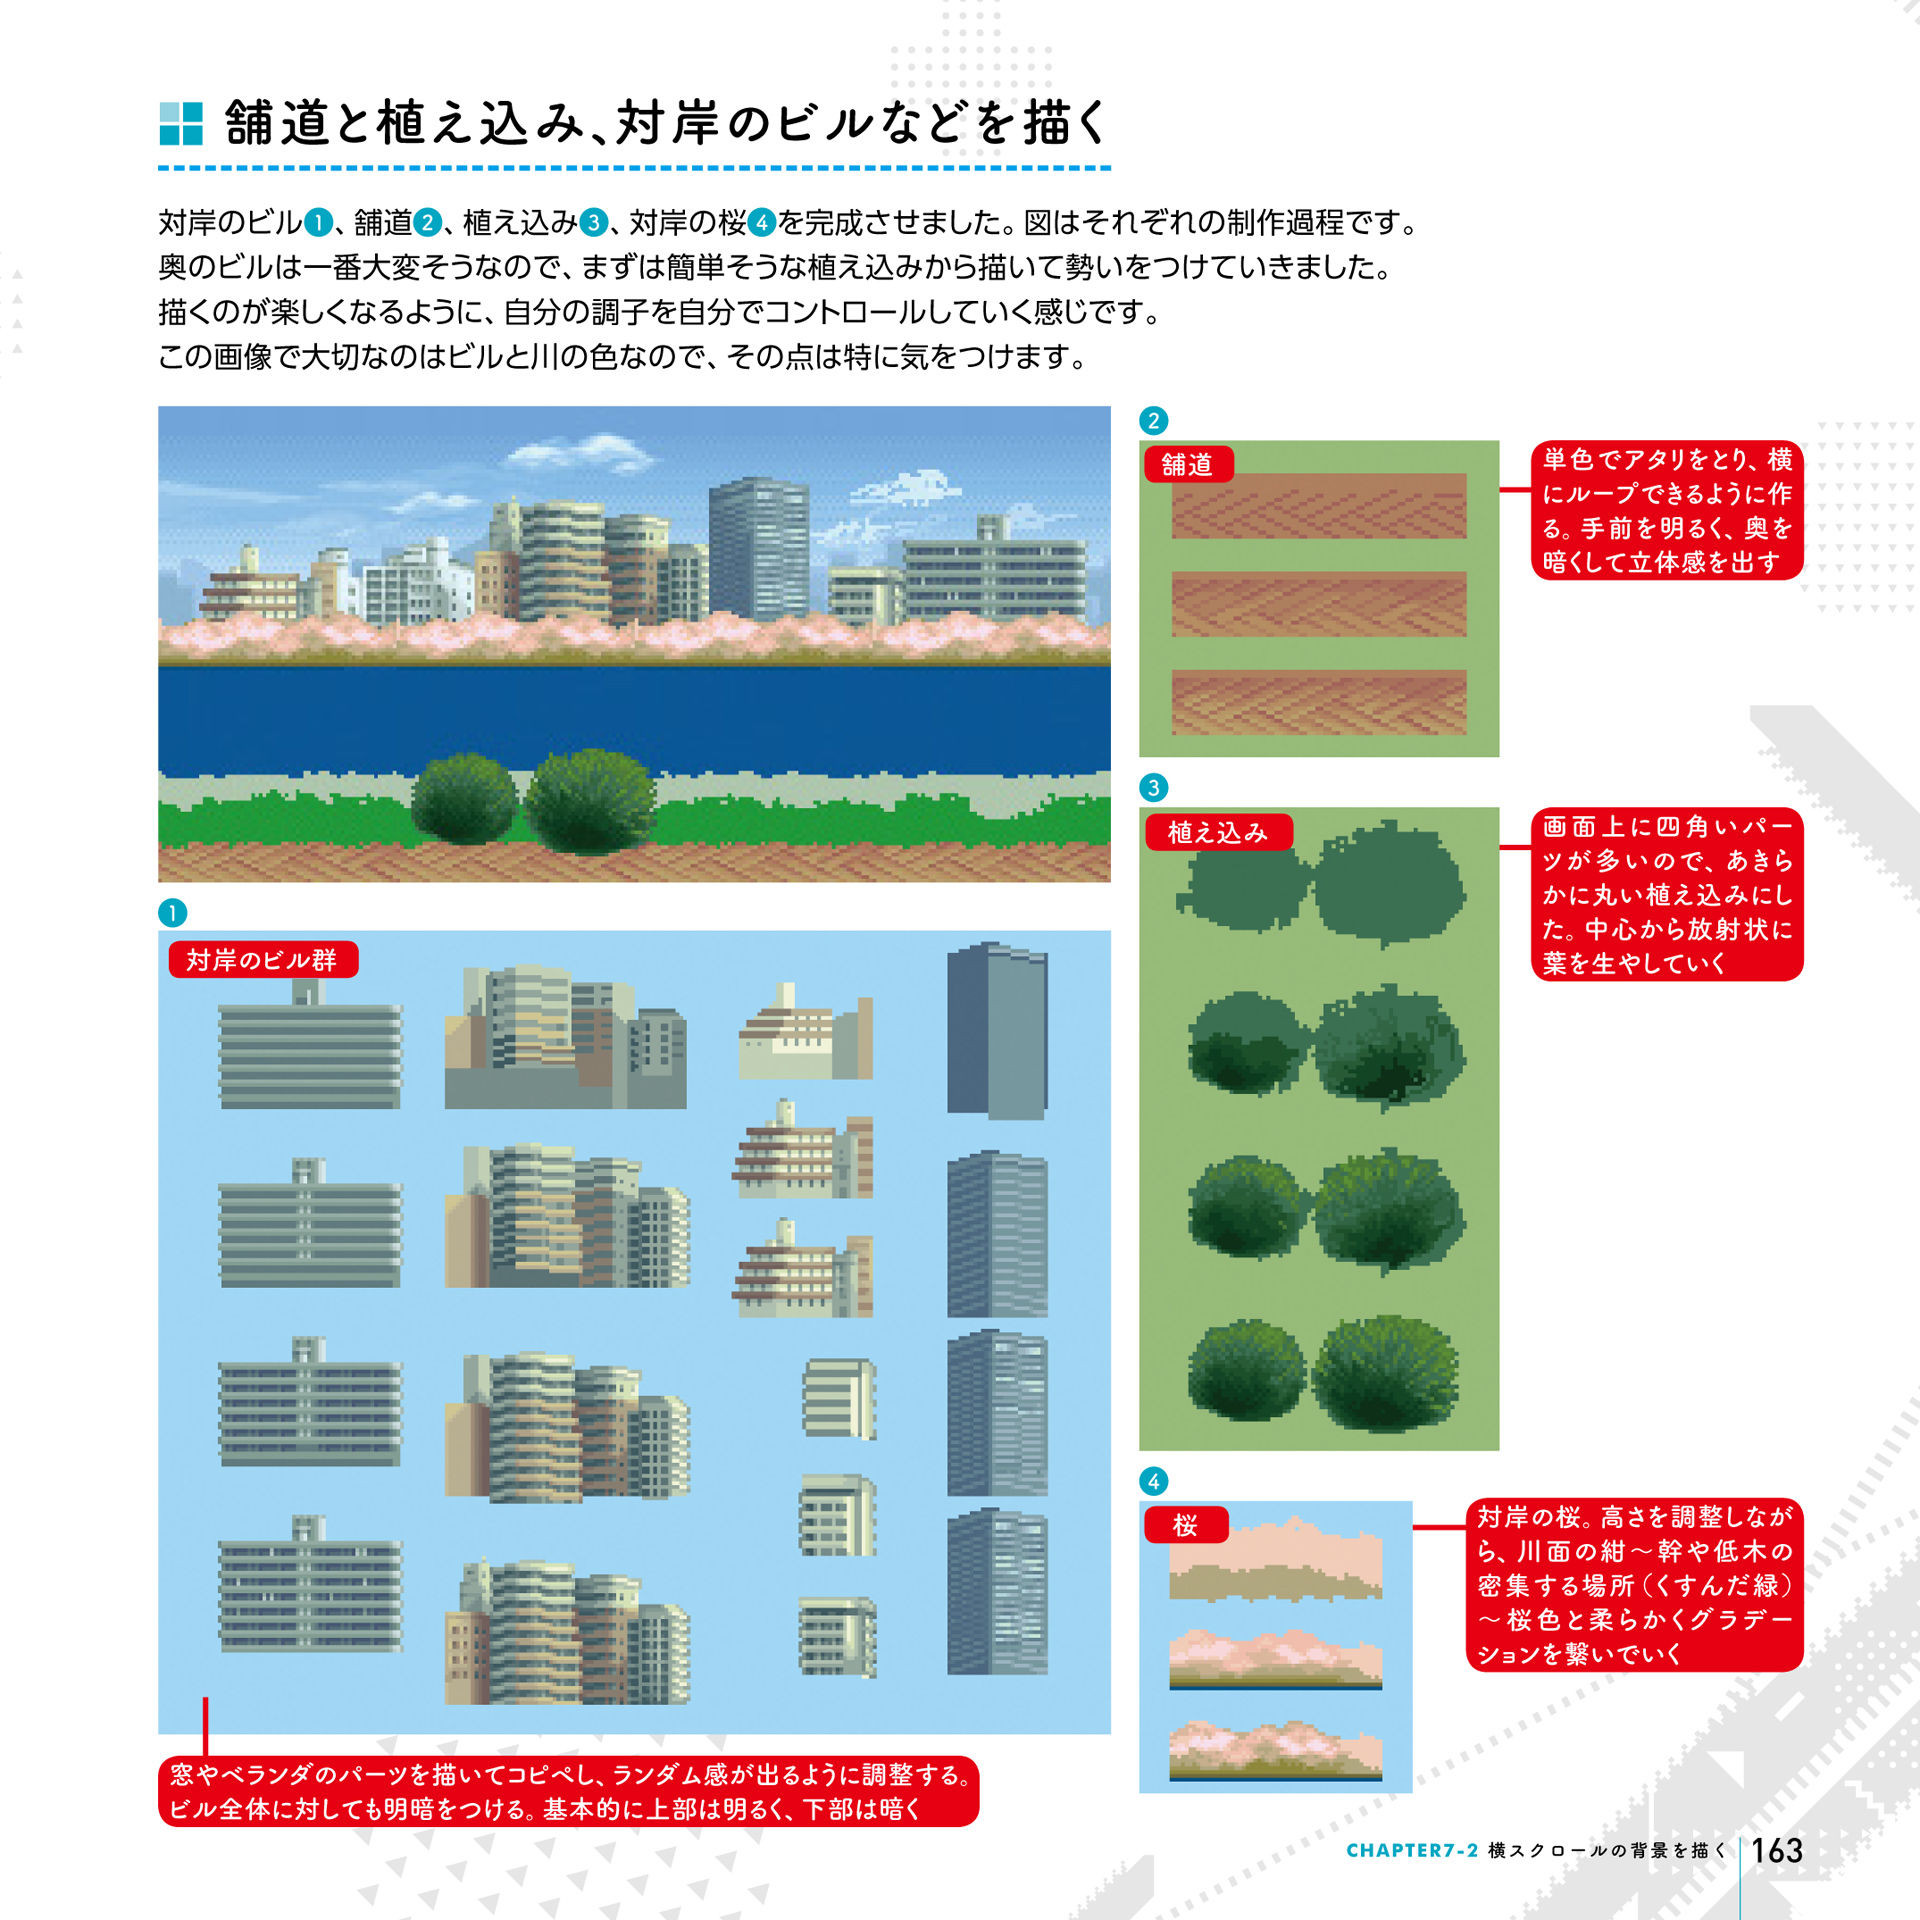 舗道と植え込み、対岸のビルなどを描く
対岸のビル1、舗道2、植え込み3、対岸の桜4を完成させました。図はそれぞれの制作過程です。
奥のビルは一番大変そうなので、まずは簡単そうな植え込みから描いて勢いをつけていきました。
描くのが楽しくなるように、自分の調子を自分でコントロールしていく感じです。
この画像で大切なのはビルと川の色なので、その点は特に気をつけます。
1
対岸のビル群
窓やベランダのパーツを描いてコピペし、ランダム感が出るように調整する。
ビル全体に対しても明暗をつける。基本的に上部は明るく、下部は暗く
2
舗道
単色でアタリをとり、横
にループできるように作
る。手前を明るく、奥を
暗くして立体感を出す
3
植え込み
画面上に四角いパー
ツが多いので、あきら
かに丸い植え込みにし
た。中心から放射状に
葉を生やしていく
4
桜
対岸の桜。高さを調整しなが
ら、川面の紺～幹や低木の
密集する場所（くすんだ緑）
～桜色と柔らかくグラデー
ションを繋いでいく
CHAPTER7-2 横スクロールの背景を描く 163